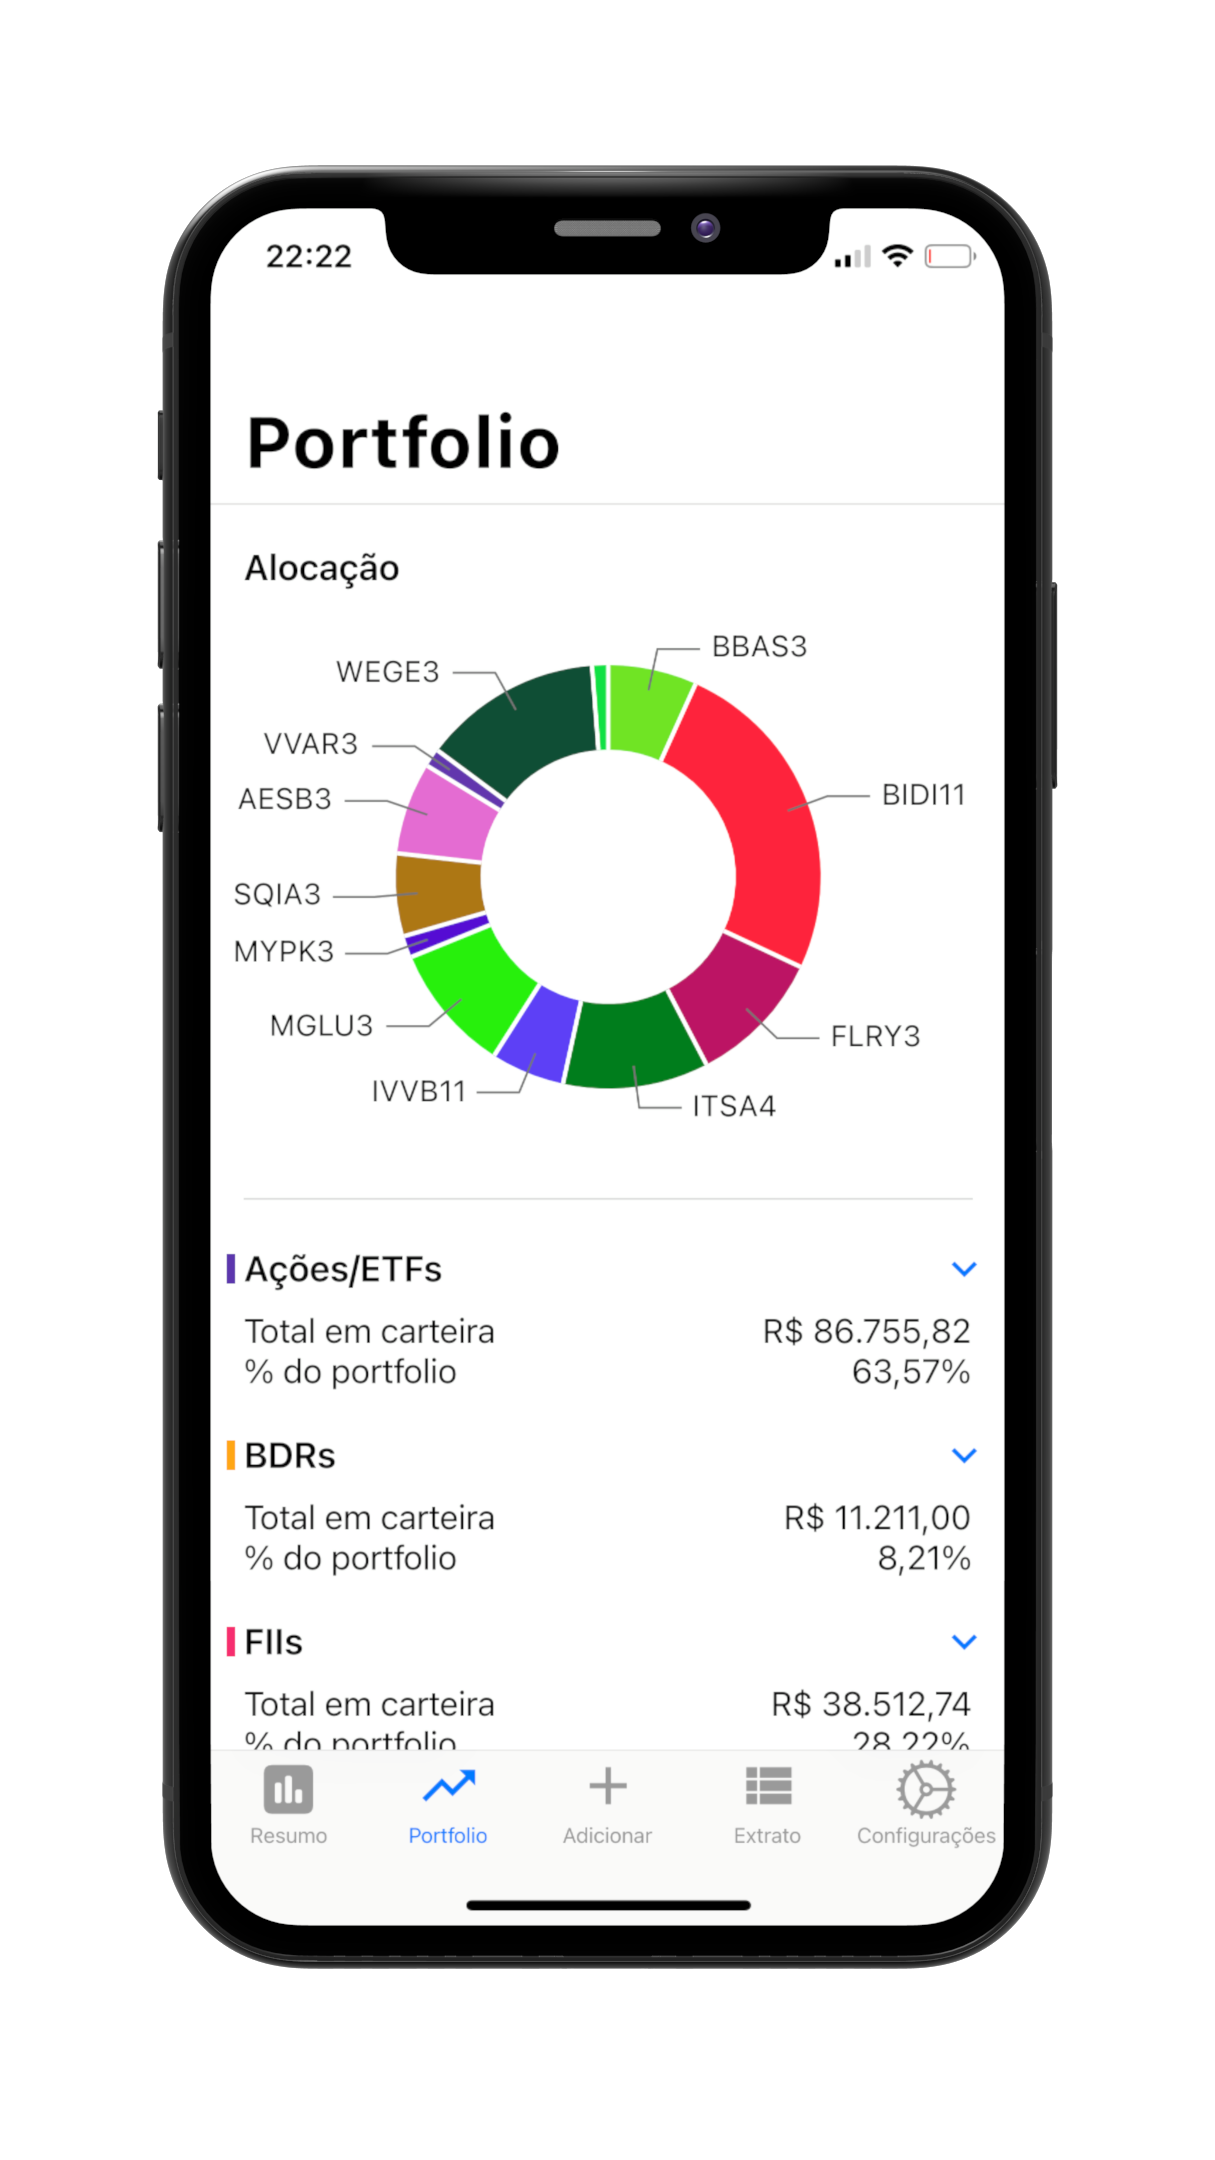 22:22
Portfolio
Alocação
BBAS3
WEGE3
VVAR3
BIDI11
AESB3
SQIA3
MYPK3
MGLU3
FLRY3
IVVB11
ITSA4
Ações/ETFs
Total em carteira R$ 86.755,82
% do portfolio 63,57%
BDRs
Total em carteira R$ 11.211,00
% do portfolio 8,21%
FIIs
Total em carteira R$ 38.512,74
% do portfolio 28,22%
Resumo Portfolio Adicionar Extrato Configurações